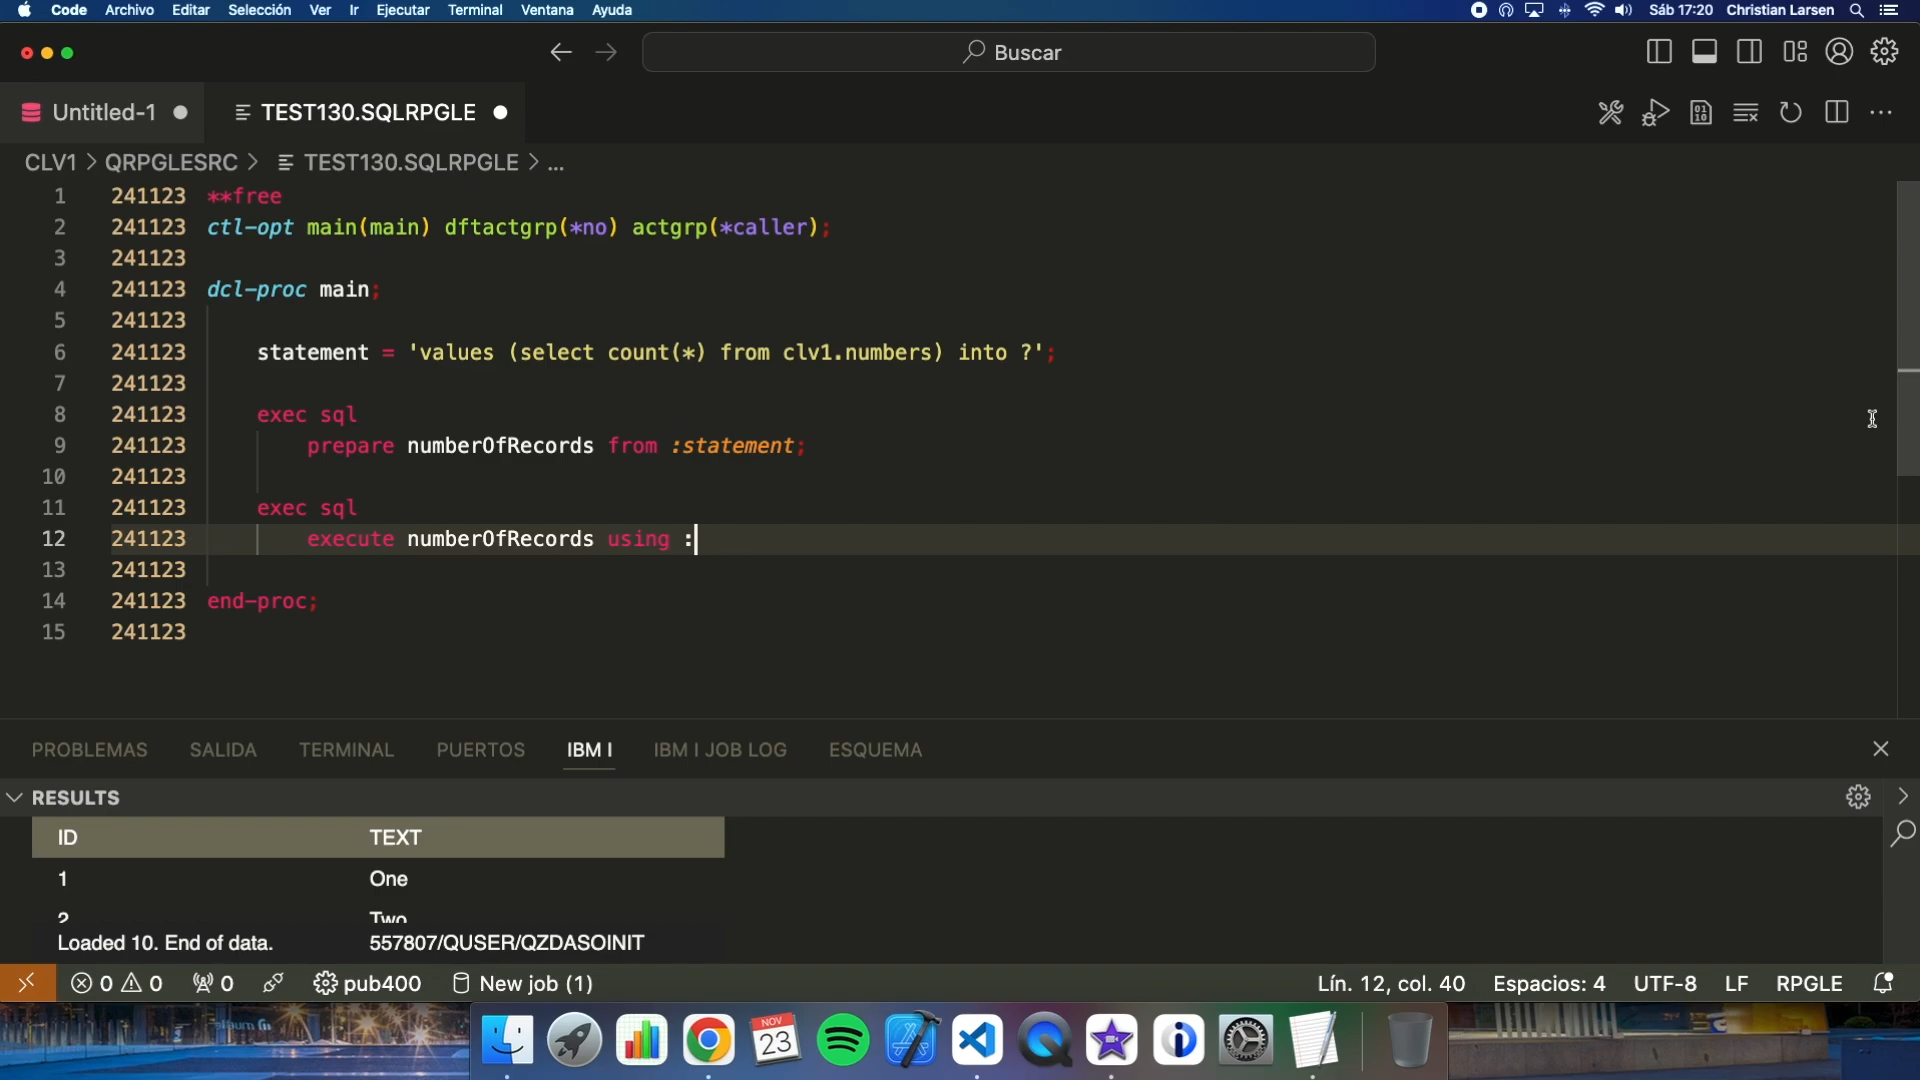 Code Archivo Editar Selección Ver Ir Ejecutar Terminal Ventana Ayuda Sáb 17:20 Christian Larsen
Buscar
Untitled-1 TEST130.SQLRPGLE
CLV1 > QRPGLESRC > TEST130.SQLRPGLE > ...
1 241123 **free
2 241123 ctl-opt main(main) dftactgrp(*no) actgrp(*caller);
3 241123
4 241123 dcl-proc main;
5 241123
6 241123 statement = 'values (select count(*) from clv1.numbers) into ?';
7 241123
8 241123 exec sql
9 241123 prepare numberOfRecords from :statement;
10 241123
11 241123 exec sql
12 241123 execute numberOfRecords using :
13 241123
14 241123 end-proc;
15 241123
PROBLEMAS SALIDA TERMINAL PUERTOS IBM I IBM I JOB LOG ESQUEMA
RESULTS
ID TEXT
1 One
2 Two
Loaded 10. End of data. 557807/QUSER/QZDASOINIT
0 0 0 pub400 New job (1) Lín. 12, col. 40 Espacios: 4 UTF-8 LF RPGLE
NOV
23